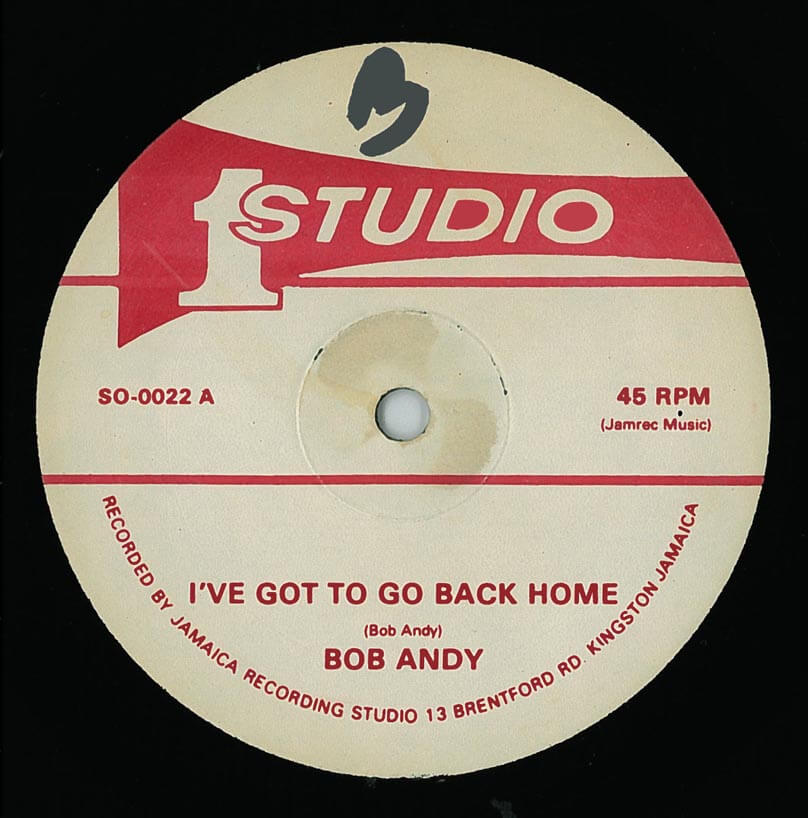 B
1 STUDIO
SO-0022 A
45 RPM
(Jamrec Music)
I'VE GOT TO GO BACK HOME
(Bob Andy)
BOB ANDY
RECORDED BY JAMAICA RECORDING STUDIO 13 BRENTFORD RD. KINGSTON JAMAICA